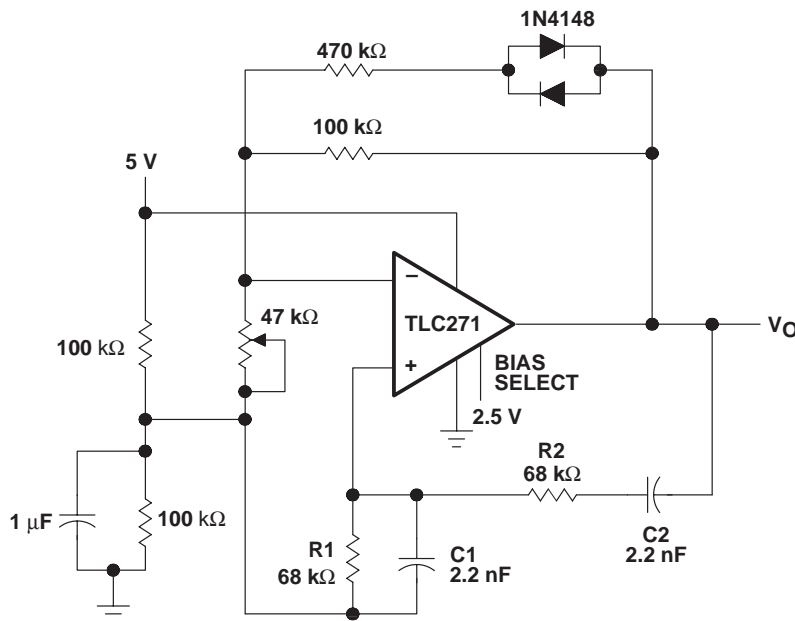 1N4148
470 kΩ
100 kΩ
5 V
−
47 kΩ
TLC271
VO
100 kΩ
+
BIAS
SELECT
2.5 V
R2
68 kΩ
1 μF
100 kΩ
R1
68 kΩ
C1
2.2 nF
C2
2.2 nF